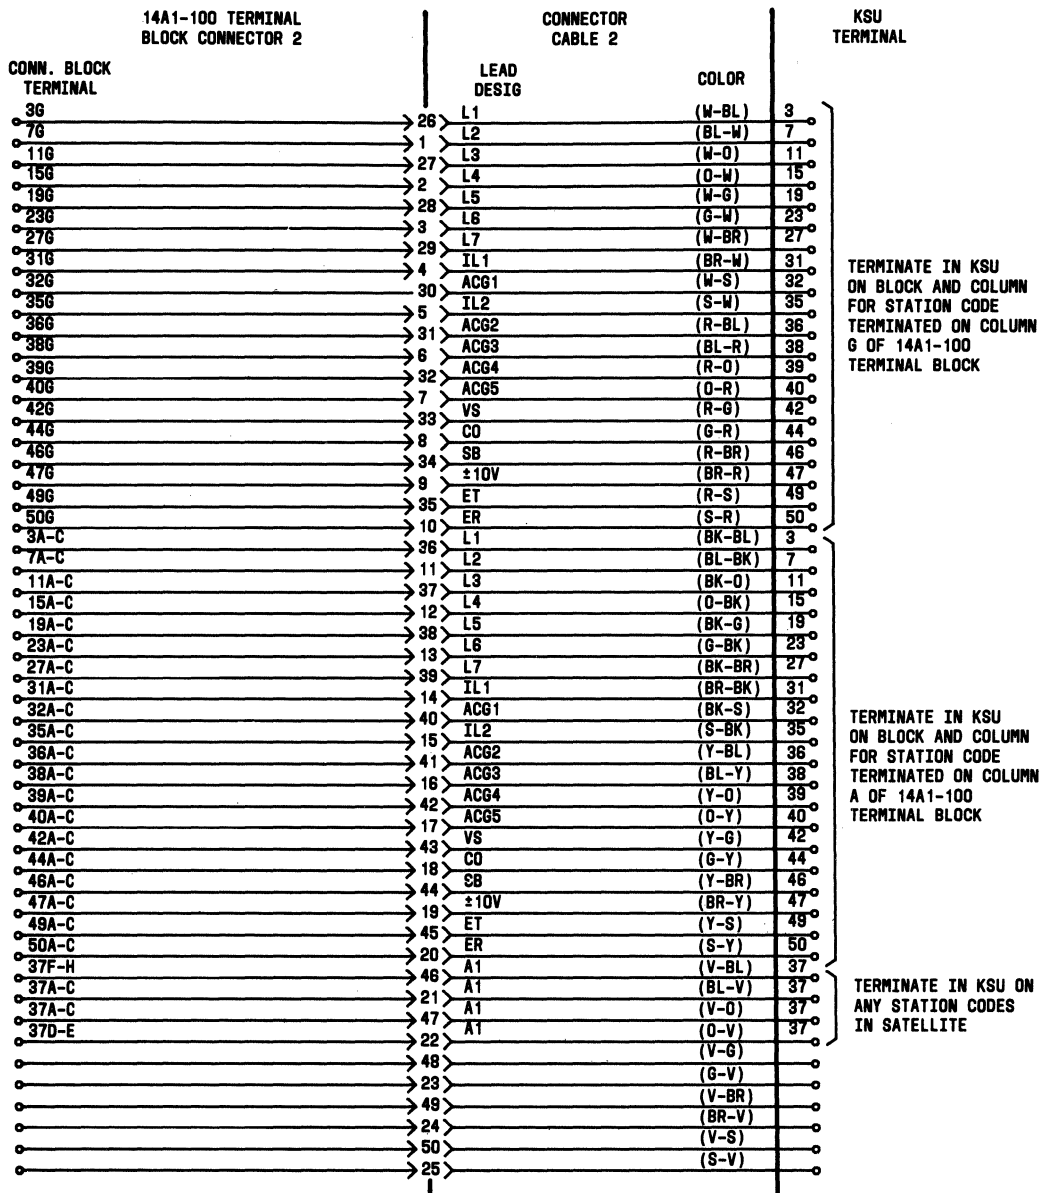 14A1-100 TERMINAL BLOCK CONNECTOR 2
CONNECTOR CABLE 2
KSU TERMINAL
CONN. BLOCK TERMINAL
LEAD DESIG
COLOR
3G 26 L1 (W-BL) 3
7G 1 L2 (BL-W) 7
11G 27 L3 (W-O) 11
15G 2 L4 (O-W) 15
19G 28 L5 (W-G) 19
23G 3 L6 (G-W) 23
27G 29 L7 (W-BR) 27
31G 4 IL1 (BR-W) 31
32G 30 ACG1 (W-S) 32
35G 5 IL2 (S-W) 35
36G 31 ACG2 (R-BL) 36
38G 6 ACG3 (BL-R) 38
39G 32 ACG4 (R-O) 39
40G 7 ACG5 (O-R) 40
42G 33 VS (R-G) 42
44G 8 CO (G-R) 44
46G 34 SB (R-BR) 46
47G 9 ±10V (BR-R) 47
49G 35 ET (R-S) 49
50G 10 ER (S-R) 50
TERMINATE IN KSU
ON BLOCK AND COLUMN
FOR STATION CODE
TERMINATED ON COLUMN
G OF 14A1-100
TERMINAL BLOCK
3A-C 36 L1 (BK-BL) 3
7A-C 11 L2 (BL-BK) 7
11A-C 37 L3 (BK-O) 11
15A-C 12 L4 (O-BK) 15
19A-C 38 L5 (BK-G) 19
23A-C 13 L6 (G-BK) 23
27A-C 39 L7 (BK-BR) 27
31A-C 14 IL1 (BR-BK) 31
32A-C 40 ACG1 (BK-S) 32
35A-C 15 IL2 (S-BK) 35
36A-C 41 ACG2 (Y-BL) 36
38A-C 16 ACG3 (BL-Y) 38
39A-C 42 ACG4 (Y-O) 39
40A-C 17 ACG5 (O-Y) 40
42A-C 43 VS (Y-G) 42
44A-C 18 CO (G-Y) 44
46A-C 44 SB (Y-BR) 46
47A-C 19 ±10V (BR-Y) 47
49A-C 45 ET (Y-S) 49
50A-C 20 ER (S-Y) 50
TERMINATE IN KSU
ON BLOCK AND COLUMN
FOR STATION CODE
TERMINATED ON COLUMN
A OF 14A1-100
TERMINAL BLOCK
37F-H 46 A1 (V-BL) 37
37A-C 21 A1 (BL-V) 37
37A-C 47 A1 (V-O) 37
37D-E 22 A1 (O-V) 37
TERMINATE IN KSU ON
ANY STATION CODES
IN SATELLITE
48 (V-G)
23 (G-V)
49 (V-BR)
24 (BR-V)
50 (V-S)
25 (S-V)